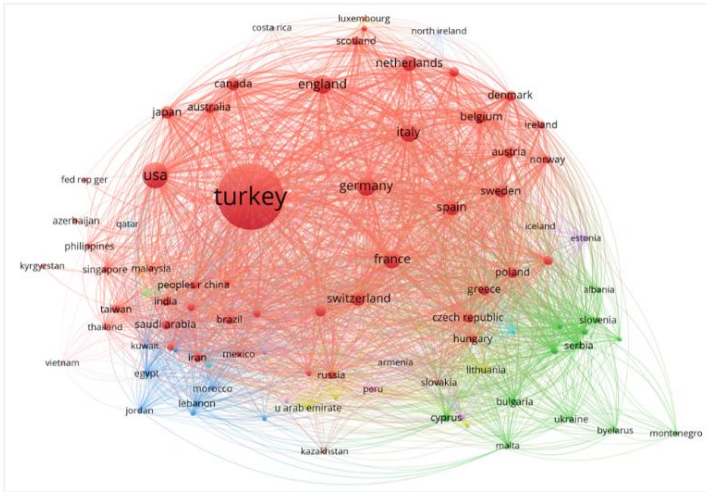 luxembourg
costa rica
north ireland
scotland
netherlands
canada
england
denmark
japan
australia
belgium
ireland
italy
austria
norway
usa
fed rep ger
turkey
germany
sweden
spain
azerbaijan
qatar
iceland
estonia
philippines
france
kyrgyzstan
singapore
malaysia
poland
peoples r china
greece
albania
india
switzerland
taiwan
thailand
saudi arabia
brazil
czech republic
slovenia
kuwait
hungary
serbia
iran
mexico
vietnam
armenia
egypt
russia
lithuania
morocco
peru
slovakia
jordan
lebanon
u arab emirate
bulgaria
cyprus
ukraine
byelarus
montenegro
malta
kazakhstan